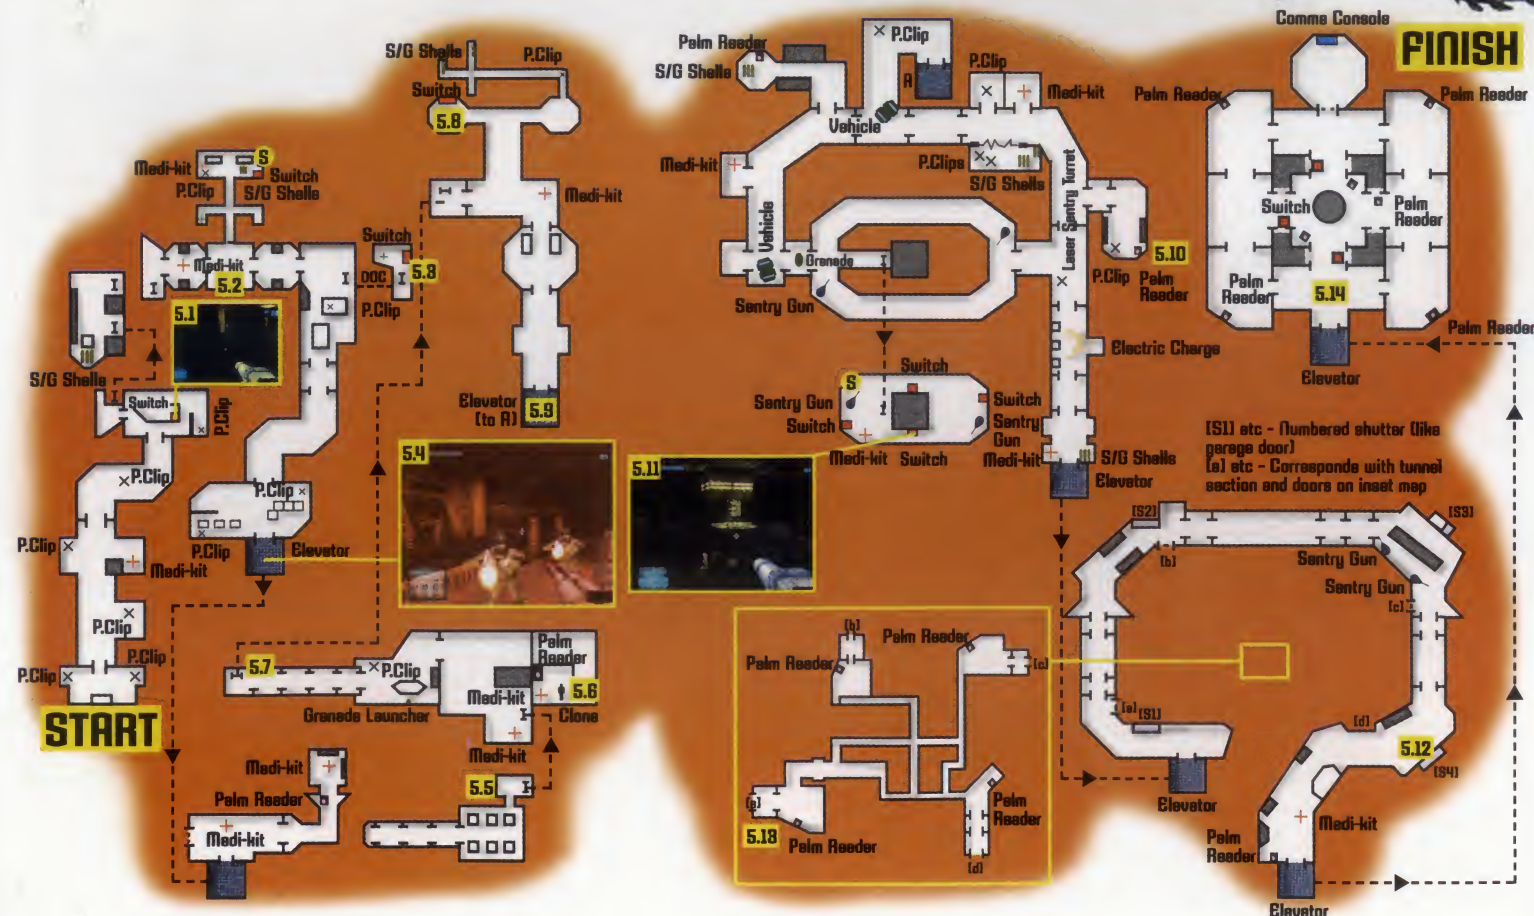 Comms Console
FINISH
S/G Shells
P.Clip
Switch
5.8
Palm Reader
S/G Shells
P.Clip
A
P.Clip
Medi-kit
Palm Reader
Palm Reader
Vehicle
P.Clips
S/G Shells
Medi-kit
Laser Sentry Turret
Medi-kit
S
Switch
P.Clip
S/G Shells
Medi-kit
Switch
Palm Reader
Switch
5.8
DOC
P.Clip
Medi-kit
5.2
5.1
Vehicle
Grenade
Sentry Gun
5.10
P.Clip
Palm Reader
Palm Reader
5.14
Palm Reader
Elevator
Electric Charge
S/G Shells
Switch
P.Clip
Elevator
(to A)
5.9
Switch
S
Sentry Gun
Switch
Switch
Medi-kit
Switch
Sentry Gun
Medi-kit
S/G Shells
Elevator
[S1] etc - Numbered shutter (like
garage door)
[a] etc - Corresponds with tunnel
section and doors on inset map
5.4
5.11
P.Clip
P.Clip
P.Clip
Elevator
P.Clip
Medi-kit
P.Clip
P.Clip
P.Clip
START
5.7
P.Clip
Grenade Launcher
Palm Reader
Medi-kit
5.6
Clone
Medi-kit
5.5
Medi-kit
Palm Reader
Medi-kit
[S2]
[b]
[S3]
Sentry Gun
Sentry Gun
[c]
[a]
[S1]
[d]
5.12
[S4]
Elevator
Medi-kit
Palm Reader
Elevator
[b]
Palm Reader
Palm Reader
[c]
[a]
5.13
Palm Reader
Palm Reader
[d]